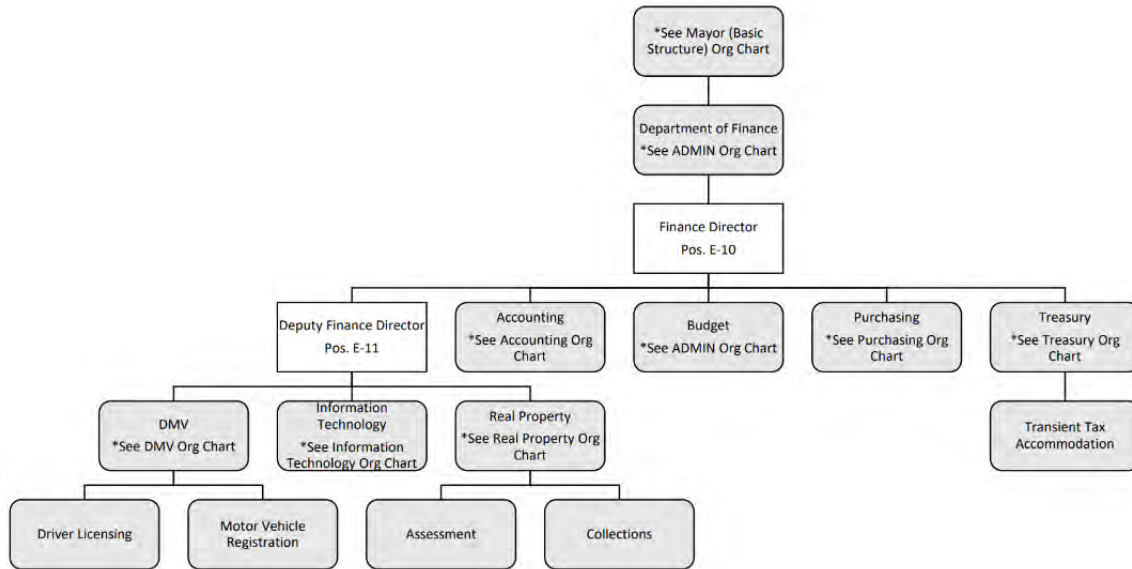 *See Mayor (Basic
Structure) Org Chart
Department of Finance
*See ADMIN Org Chart
Finance Director
Pos. E-10
Deputy Finance Director
Pos. E-11
Accounting
*See Accounting Org
Chart
Budget
*See ADMIN Org Chart
Purchasing
*See Purchasing Org
Chart
Treasury
*See Treasury Org
Chart
DMV
*See DMV Org Chart
Information
Technology
*See Information
Technology Org Chart
Real Property
*See Real Property Org
Chart
Transient Tax
Accommodation
Driver Licensing
Motor Vehicle
Registration
Assessment
Collections